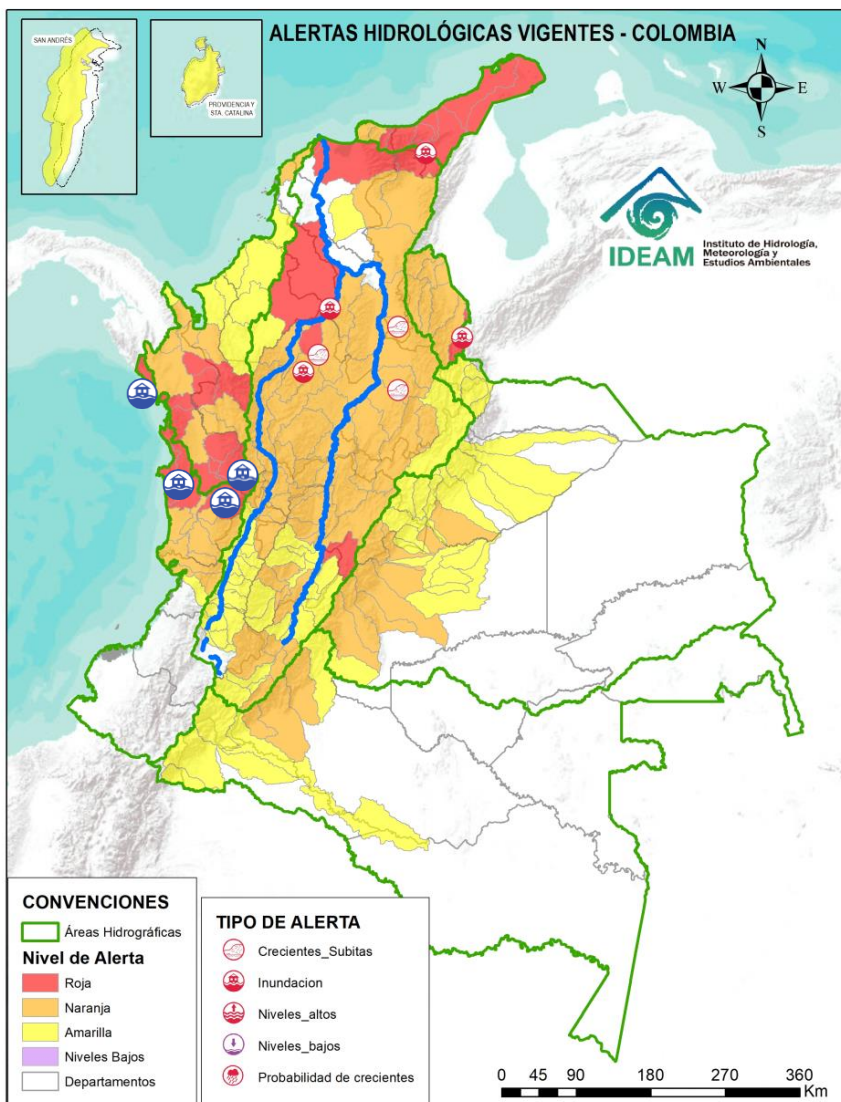 ALERTAS HIDROLÓGICAS VIGENTES - COLOMBIA
SAN ANDRÉS
PROVIDENCIA Y
STA. CATALINA
N
W
E
S
IDEAM
Instituto de Hidrología,
Meteorología y
Estudios Ambientales
CONVENCIONES
Áreas Hidrográficas
Nivel de Alerta
Roja
Naranja
Amarilla
Niveles Bajos
Departamentos
TIPO DE ALERTA
Crecientes_Subitas
Inundacion
Niveles_altos
Niveles_bajos
Probabilidad de crecientes
0 45 90 180 270 360
Km